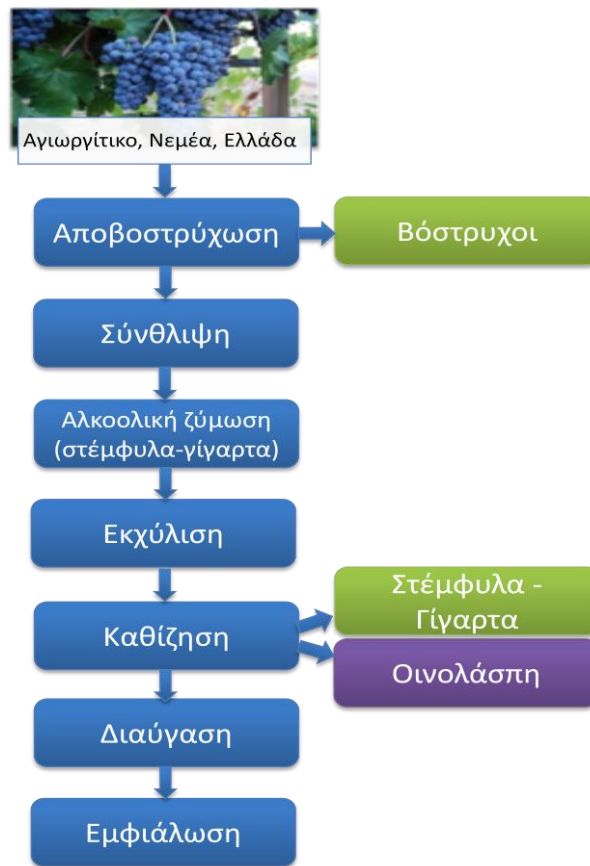 Αγιωργίτικο, Νεμέα, Ελλάδα
Αποβοστρύχωση
Βόστρυχοι
Σύνθλιψη
Αλκοολική ζύμωση
(στέμφυλα-γίγαρτα)
Εκχύλιση
Στέμφυλα -
Γίγαρτα
Καθίζηση
Οινολάσπη
Διαύγαση
Εμφιάλωση